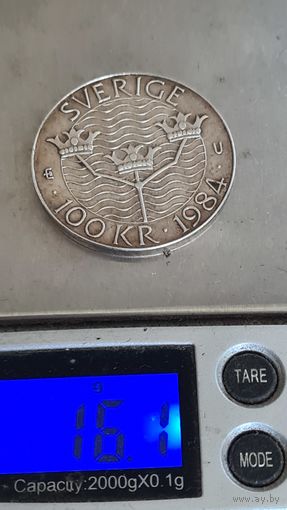 SVERIGE
U
· 100 KR · 1984 ·
g
16.1
TARE
MODE
Capacity:2000gX0.1g
www.ay.by